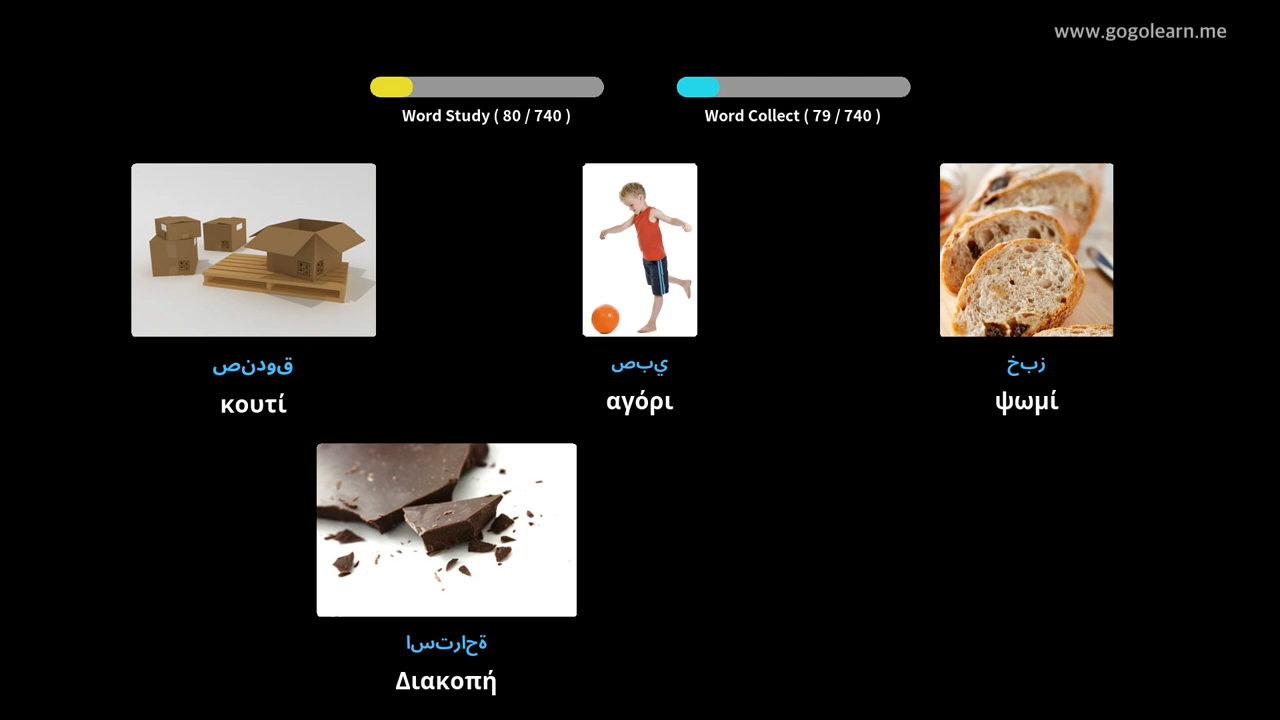 www.gogolearn.me
Word Study ( 80 / 740 )
Word Collect ( 79 / 740 )
صندوق
κουτί
صبي
αγόρι
خبز
ψωμί
استراحة
Διακοπή